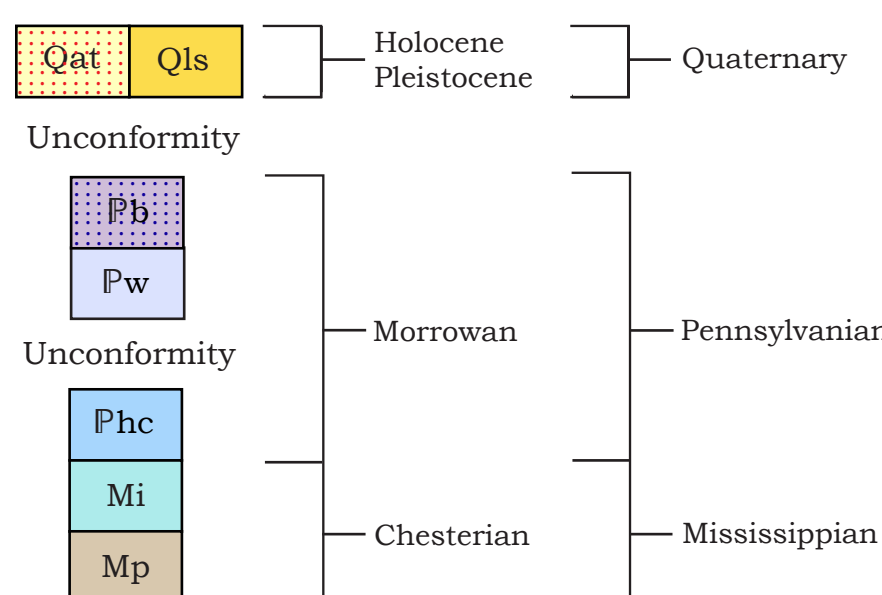 Qat Qls
Holocene
Pleistocene
Quaternary
Unconformity
ℙb
ℙw
Morrowan
Pennsylvanian
Unconformity
ℙhc
Mi
Mp
Chesterian
Mississippian